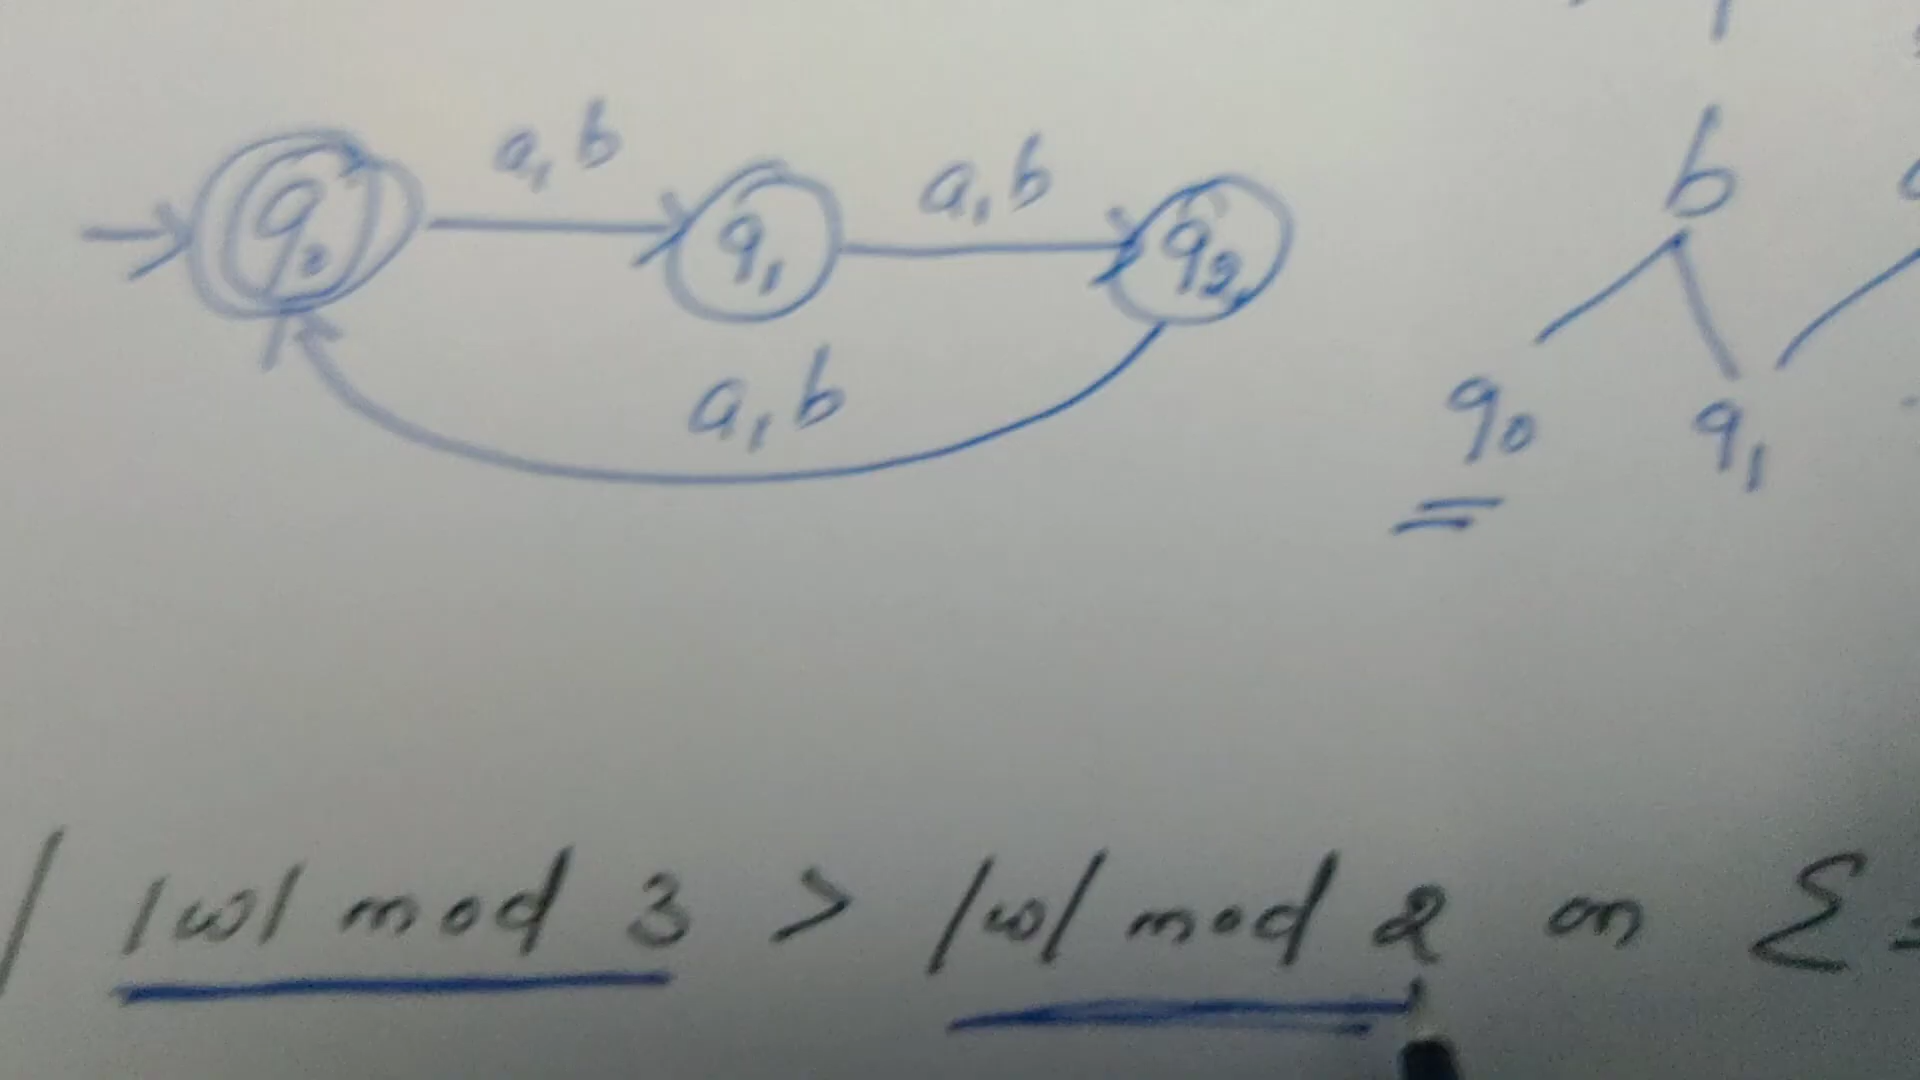 a, b
a, b
q0
q1
q2
a, b
b
q0
q1
/ |w| mod 3 > |w| mod 2 on Σ =